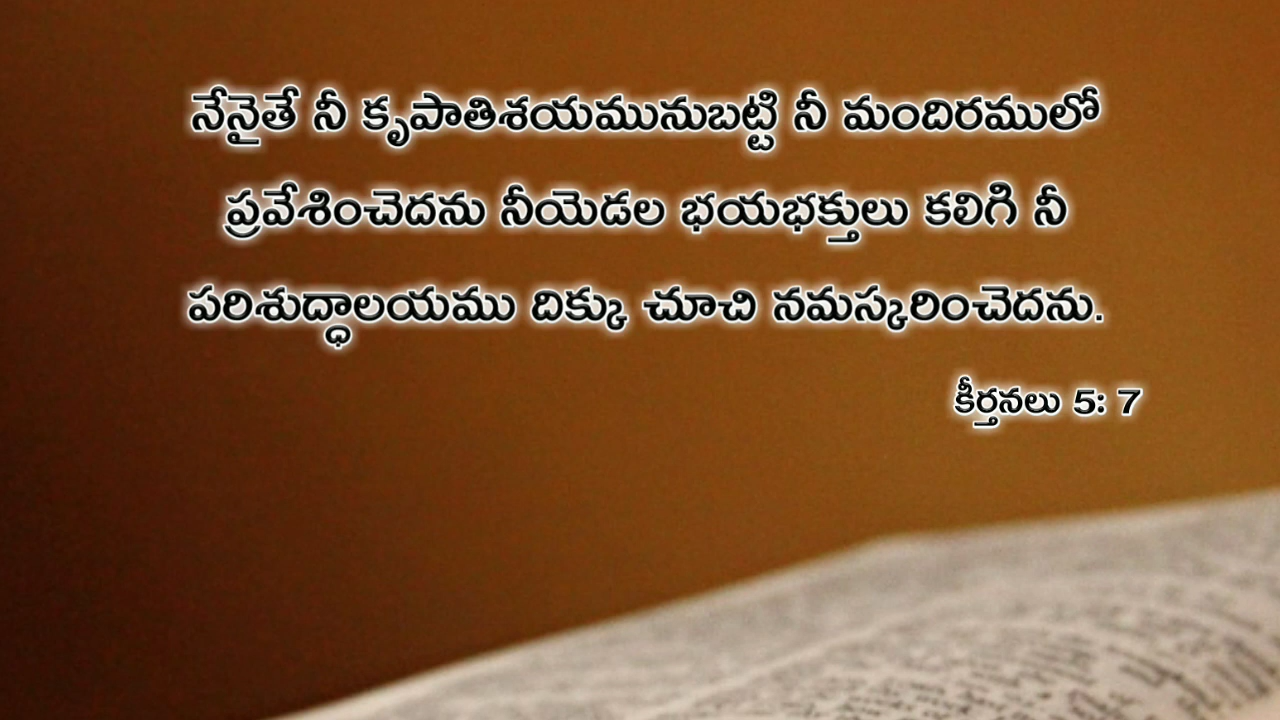 నేనైతే నీ కృపాతిశయమునుబట్టి నీ మందిరములో
ప్రవేశించెదను నీయెడల భయభక్తులు కలిగి నీ
పరిశుద్ధాలయము దిక్కు చూచి నమస్కరించెదను.
కీర్తనలు 5: 7